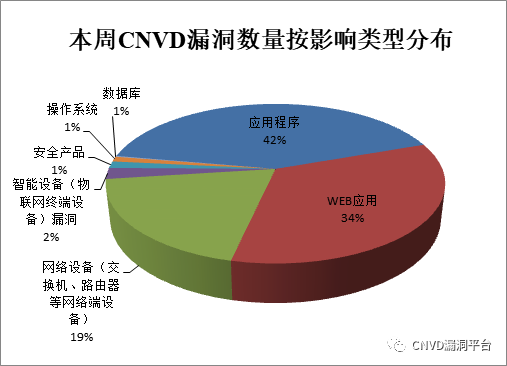 本周CNVD漏洞数量按影响类型分布
数据库
1%
操作系统
1%
安全产品
1%
智能设备（物
联网终端设
备）漏洞
2%
网络设备（交
换机、路由器
等网络端设
备）
19%
应用程序
42%
WEB应用
34%
CNVD漏洞平台